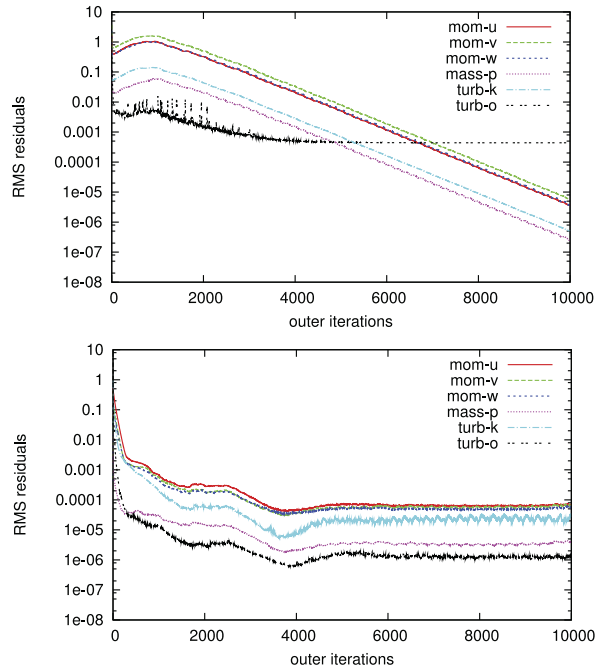 10
1
0.1
0.01
0.001
0.0001
1e-05
1e-06
1e-07
1e-08
RMS residuals
mom-u
mom-v
mom-w
mass-p
turb-k
turb-o
0 2000 4000 6000 8000 10000
outer iterations
10
1
0.1
0.01
0.001
0.0001
1e-05
1e-06
1e-07
1e-08
RMS residuals
mom-u
mom-v
mom-w
mass-p
turb-k
turb-o
0 2000 4000 6000 8000 10000
outer iterations